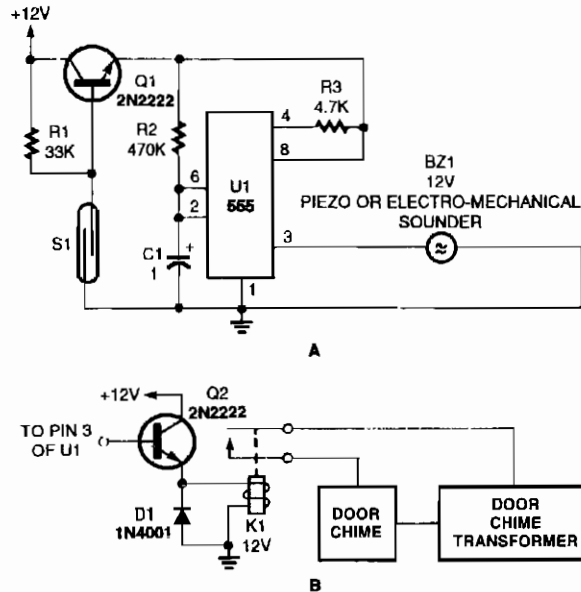 +12V
Q1
2N2222
R1
33K
R2
470K
R3
4.7K
4
8
6
2
3
1
U1
555
S1
C1
1
+
BZ1
12V
PIEZO OR ELECTRO-MECHANICAL
SOUNDER
A
+12V
Q2
2N2222
TO PIN 3
OF U1
D1
1N4001
K1
12V
DOOR
CHIME
DOOR
CHIME
TRANSFORMER
B